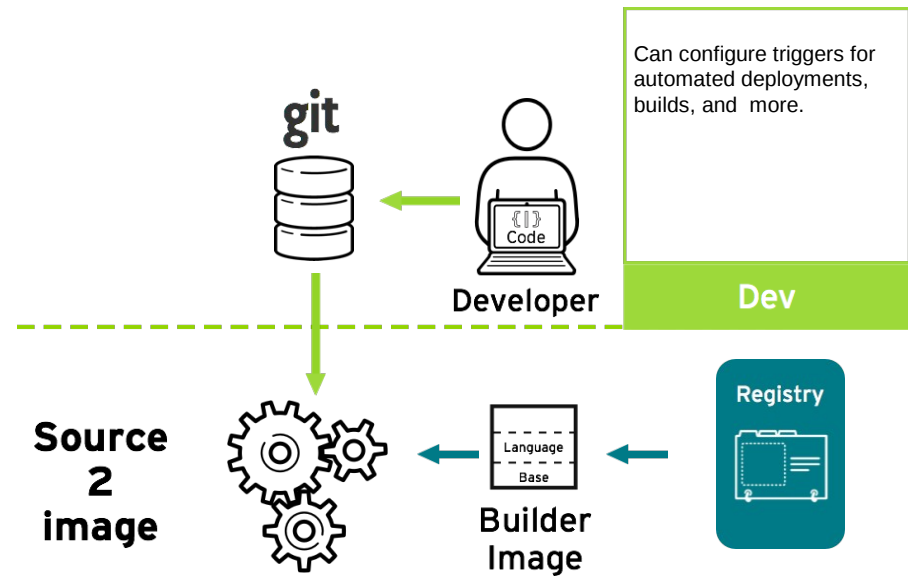 Can configure triggers for
automated deployments,
builds, and  more.
git
{|}
Code
Developer
Dev
Registry
Source
2
image
Language
Base
Builder
Image